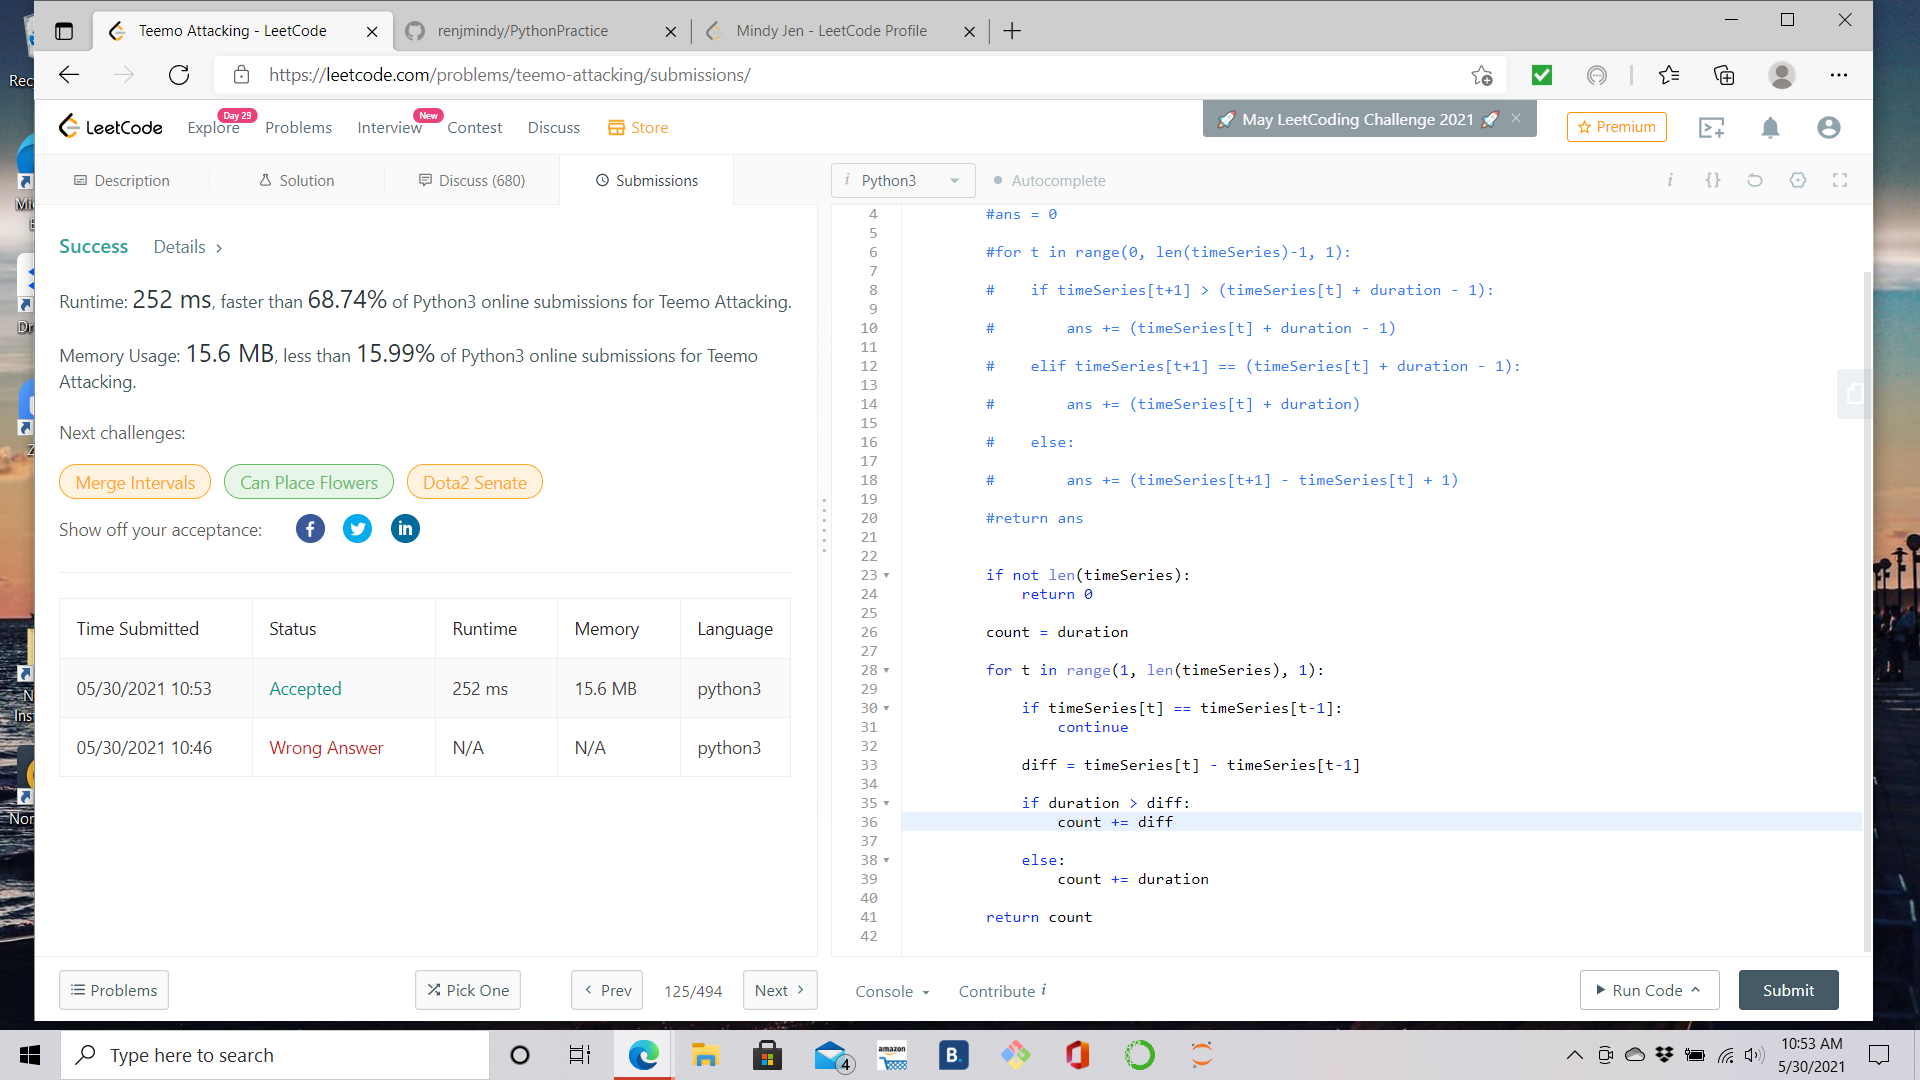 Teemo Attacking - LeetCode
renjmindy/PythonPractice
Mindy Jen - LeetCode Profile
https://leetcode.com/problems/teemo-attacking/submissions/
LeetCode
Explore
Day 29
Problems
Interview
New
Contest
Discuss
Store
🚀 May LeetCoding Challenge 2021 🚀
Premium
Description
Solution
Discuss (680)
Submissions
i Python3
Autocomplete
Success Details >
Runtime: 252 ms, faster than 68.74% of Python3 online submissions for Teemo Attacking.
Memory Usage: 15.6 MB, less than 15.99% of Python3 online submissions for Teemo
Attacking.
Next challenges:
Merge Intervals Can Place Flowers Dota2 Senate
Show off your acceptance:
Time Submitted Status Runtime Memory Language
05/30/2021 10:53 Accepted 252 ms 15.6 MB python3
05/30/2021 10:46 Wrong Answer N/A N/A python3
4 #ans = 0
5
6 #for t in range(0, len(timeSeries)-1, 1):
7
8 #    if timeSeries[t+1] > (timeSeries[t] + duration - 1):
9
10 #        ans += (timeSeries[t] + duration - 1)
11
12 #    elif timeSeries[t+1] == (timeSeries[t] + duration - 1):
13
14 #        ans += (timeSeries[t] + duration)
15
16 #    else:
17
18 #        ans += (timeSeries[t+1] - timeSeries[t] + 1)
19
20 #return ans
21
22
23 if not len(timeSeries):
24     return 0
25
26 count = duration
27
28 for t in range(1, len(timeSeries), 1):
29
30     if timeSeries[t] == timeSeries[t-1]:
31         continue
32
33     diff = timeSeries[t] - timeSeries[t-1]
34
35     if duration > diff:
36         count += diff
37
38     else:
39         count += duration
40
41 return count
42
Problems
Pick One
< Prev
125/494
Next >
Console
Contribute i
Run Code
Submit
Type here to search
4
amazon
B.
10:53 AM
5/30/2021